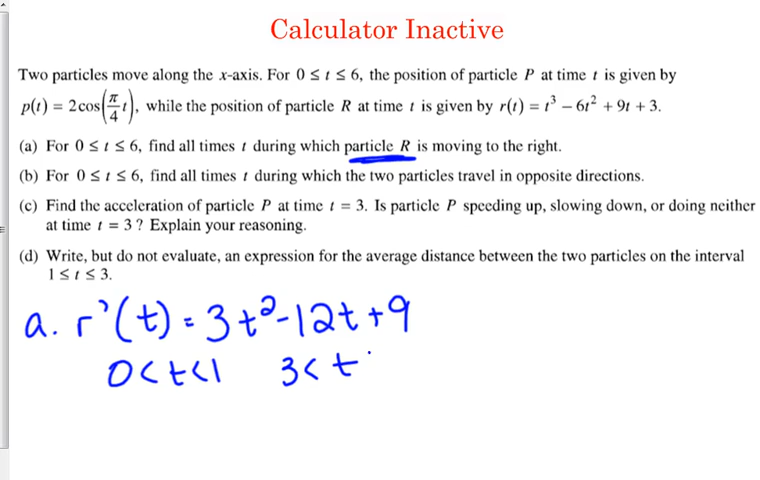 Calculator Inactive
Two particles move along the x-axis. For 0 ≤ t ≤ 6, the position of particle P at time t is given by
p(t) = 2cos(π/4 t), while the position of particle R at time t is given by r(t) = t³ − 6t² + 9t + 3.
(a) For 0 ≤ t ≤ 6, find all times t during which particle R is moving to the right.
(b) For 0 ≤ t ≤ 6, find all times t during which the two particles travel in opposite directions.
(c) Find the acceleration of particle P at time t = 3. Is particle P speeding up, slowing down, or doing neither
at time t = 3? Explain your reasoning.
(d) Write, but do not evaluate, an expression for the average distance between the two particles on the interval
1 ≤ t ≤ 3.
a. r'(t) = 3t²-12t+9
0<t<1 3<t